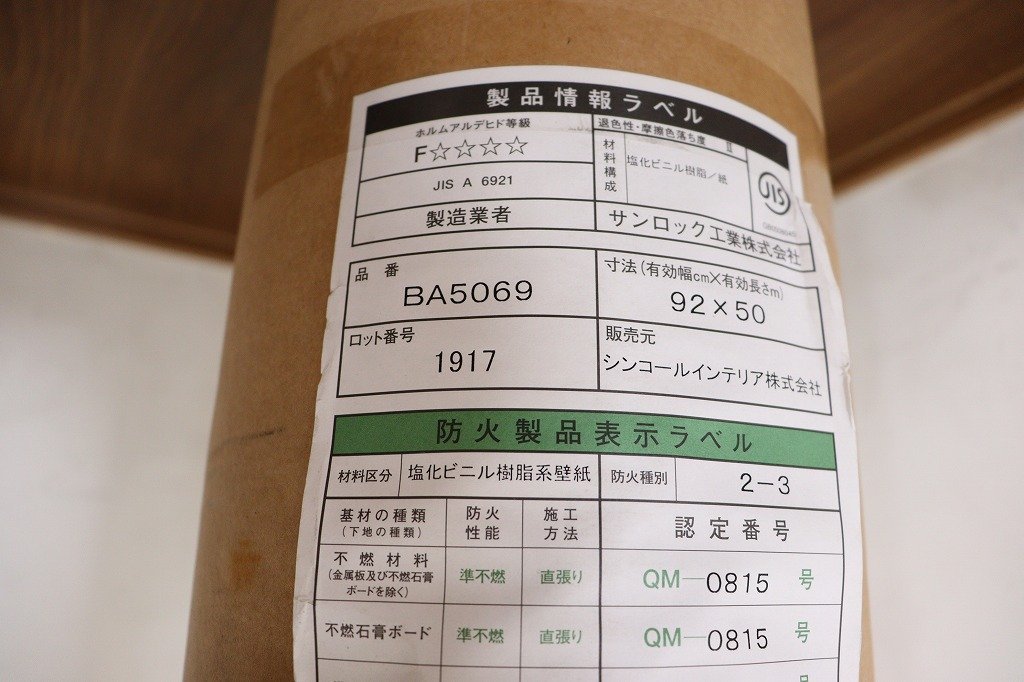 製品情報ラベル
ホルムアルデヒド等級
F☆☆☆☆
JIS A 6921
退色性・摩擦色落ち度 Ⅱ
材料構成
塩化ビニル樹脂／紙
JIS
製造業者
サンロック工業株式会社
品番
BA5069
寸法(有効幅cm×有効長さm)
92×50
ロット番号
1917
販売元
シンコールインテリア株式会社
防火製品表示ラベル
材料区分
塩化ビニル樹脂系壁紙
防火種別
2-3
基材の種類
(下地の種類)
防火
性能
施工
方法
認定番号
不燃材料
(金属板及び不燃石膏
ボードを除く)
準不燃
直張り
QM-0815号
不燃石膏ボード
準不燃
直張り
QM-0815号